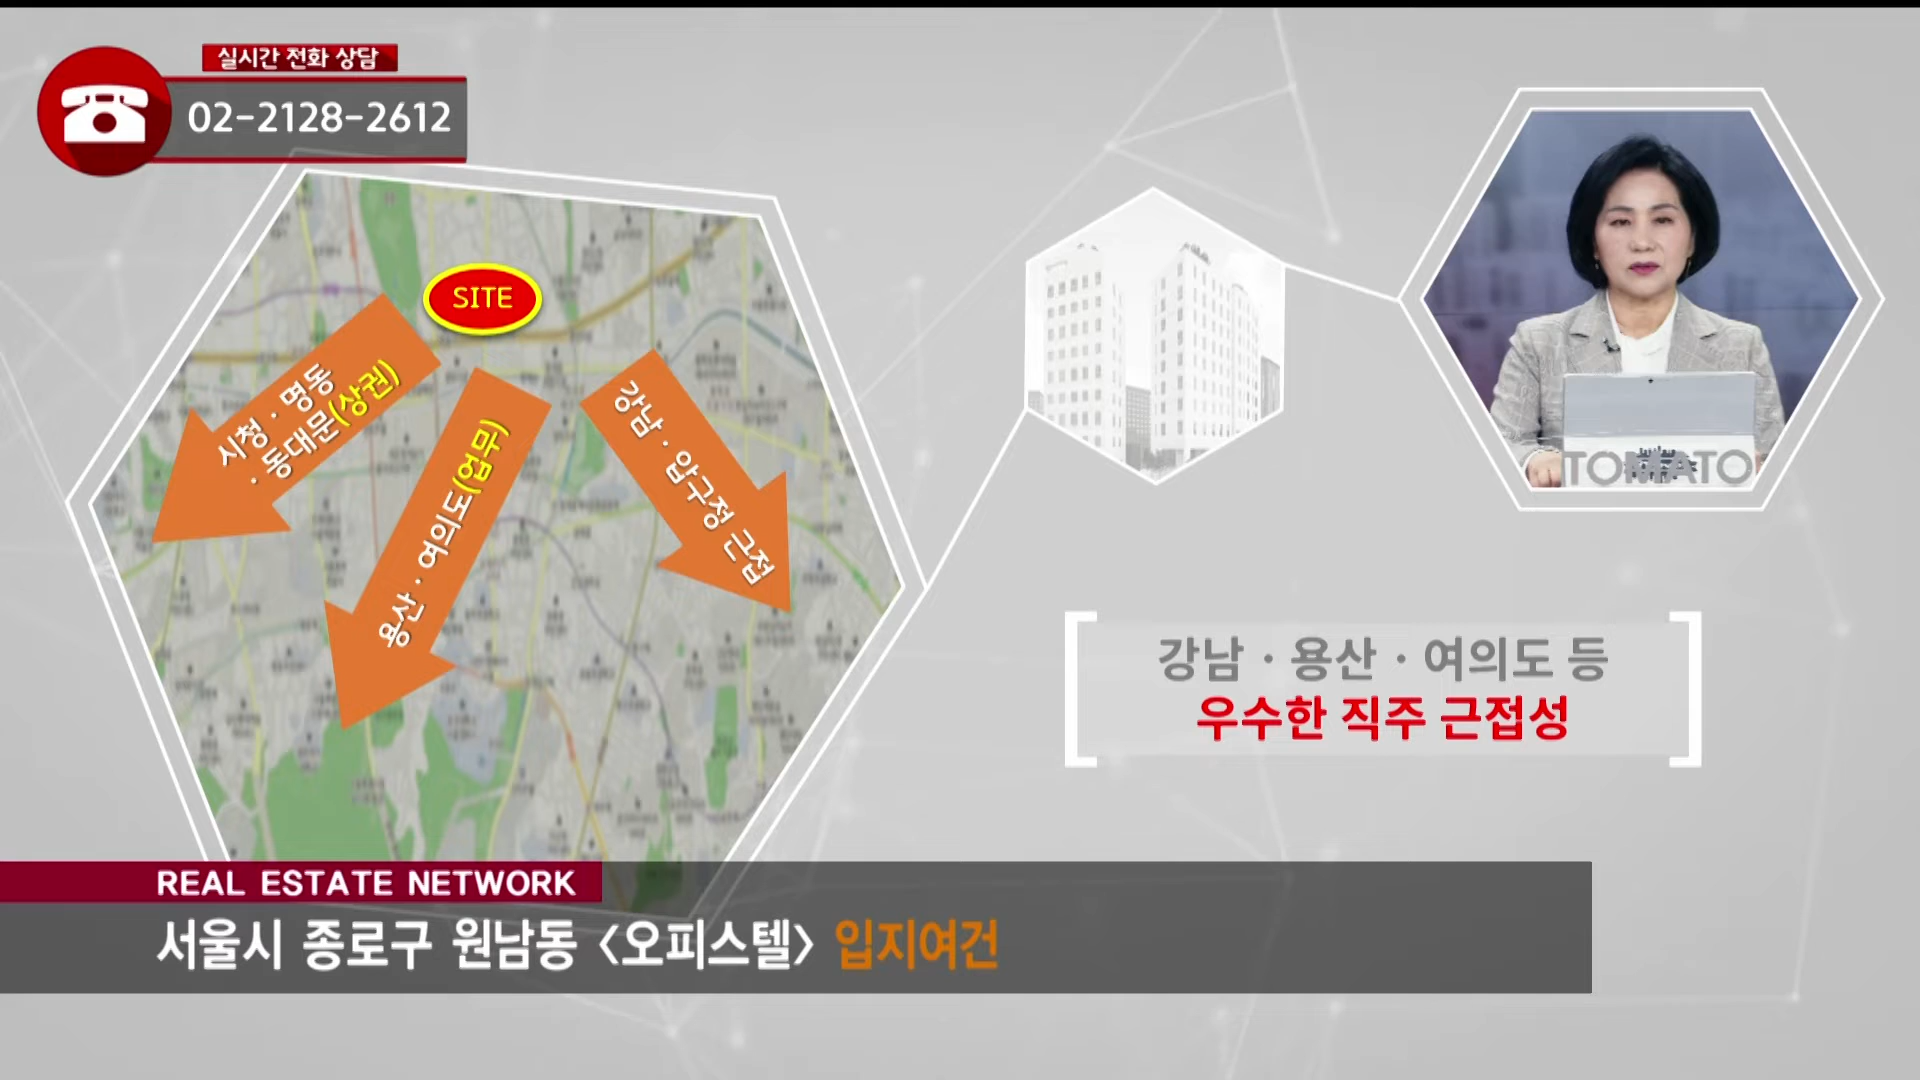 실시간 전화 상담
02-2128-2612
SITE
시청 · 명동
· 동대문(상권)
용산 · 여의도(업무)
강남 · 압구정 근접
TOMATO
강남 · 용산 · 여의도 등
우수한 직주 근접성
REAL ESTATE NETWORK
서울시 종로구 원남동 <오피스텔> 입지여건